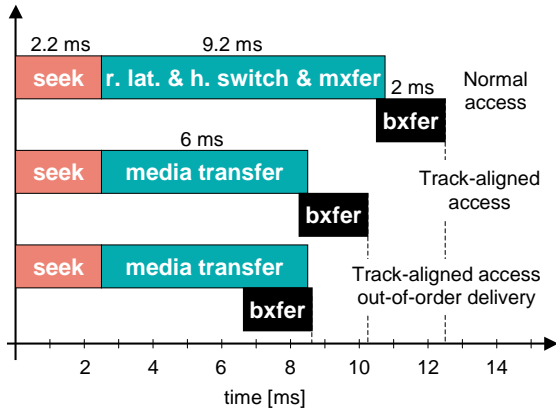 2.2 ms 9.2 ms
seek r. lat. & h. switch & mxfer
2 ms Normal
access
bxfer
6 ms
seek media transfer
Track-aligned
access
bxfer
seek media transfer
Track-aligned access
out-of-order delivery
bxfer
2 4 6 8 10 12 14
time [ms]